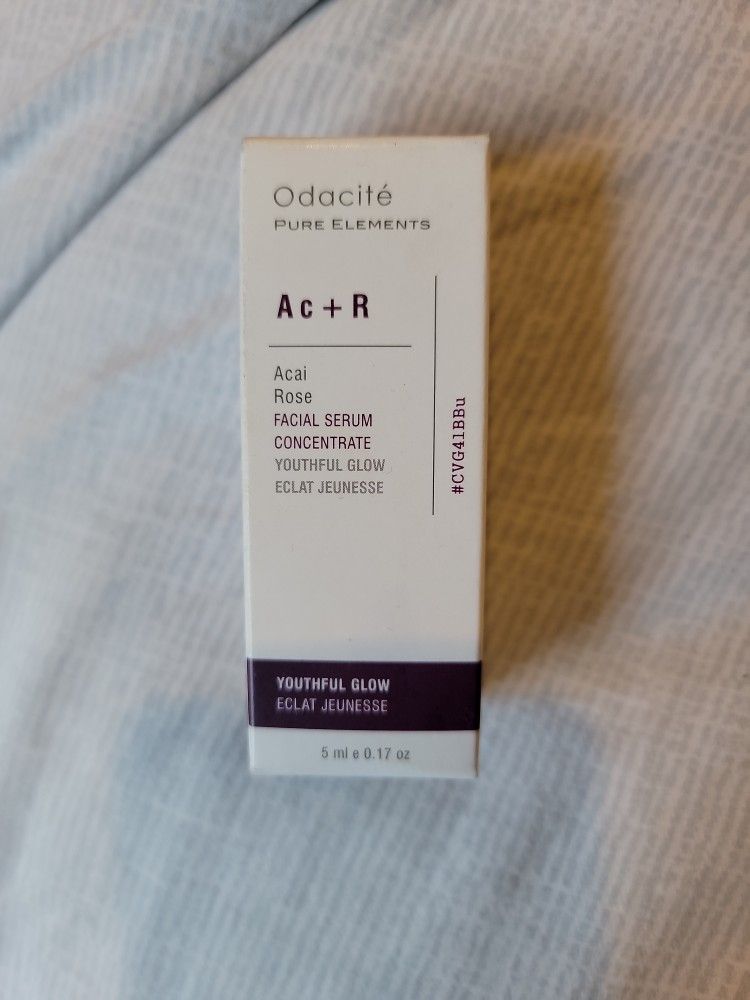 Odacité
PURE ELEMENTS
Ac+R
Acai
Rose
FACIAL SERUM
CONCENTRATE
YOUTHFUL GLOW
ECLAT JEUNESSE
#CVG41BBu
YOUTHFUL GLOW
ECLAT JEUNESSE
5 ml e 0.17 oz